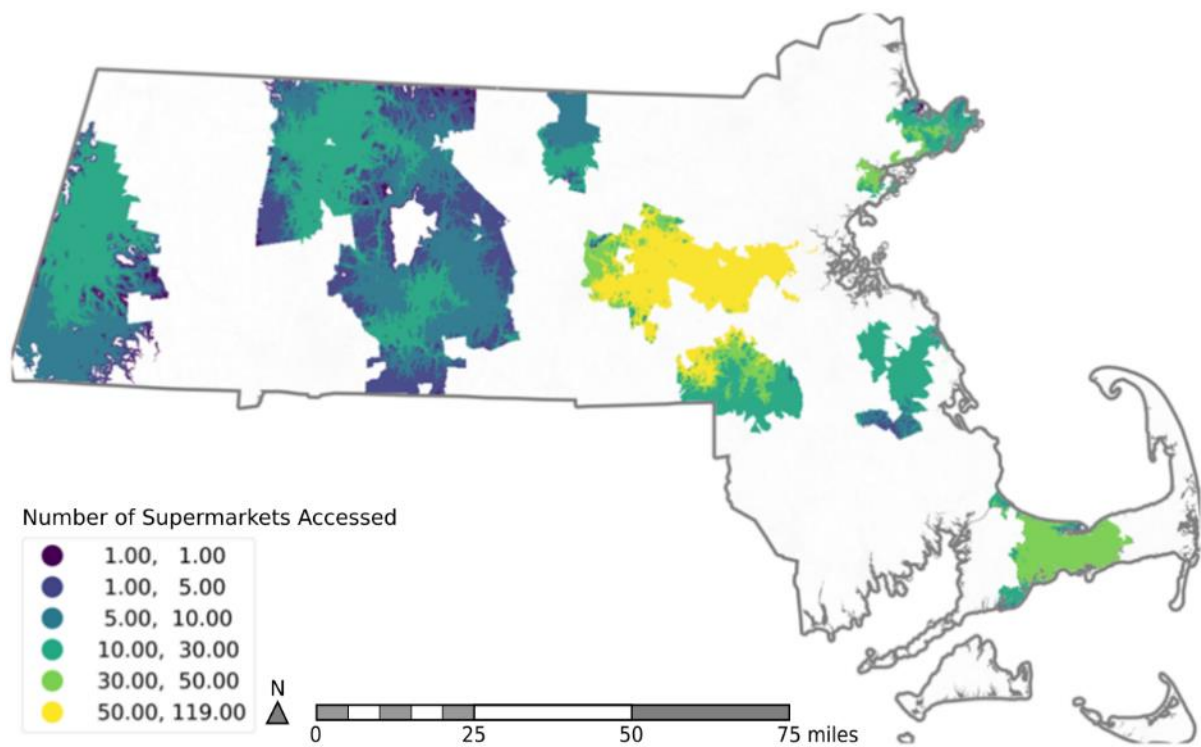 Number of Supermarkets Accessed
1.00, 1.00
1.00, 5.00
5.00, 10.00
10.00, 30.00
30.00, 50.00
50.00, 119.00
N
0 25 50 75 miles